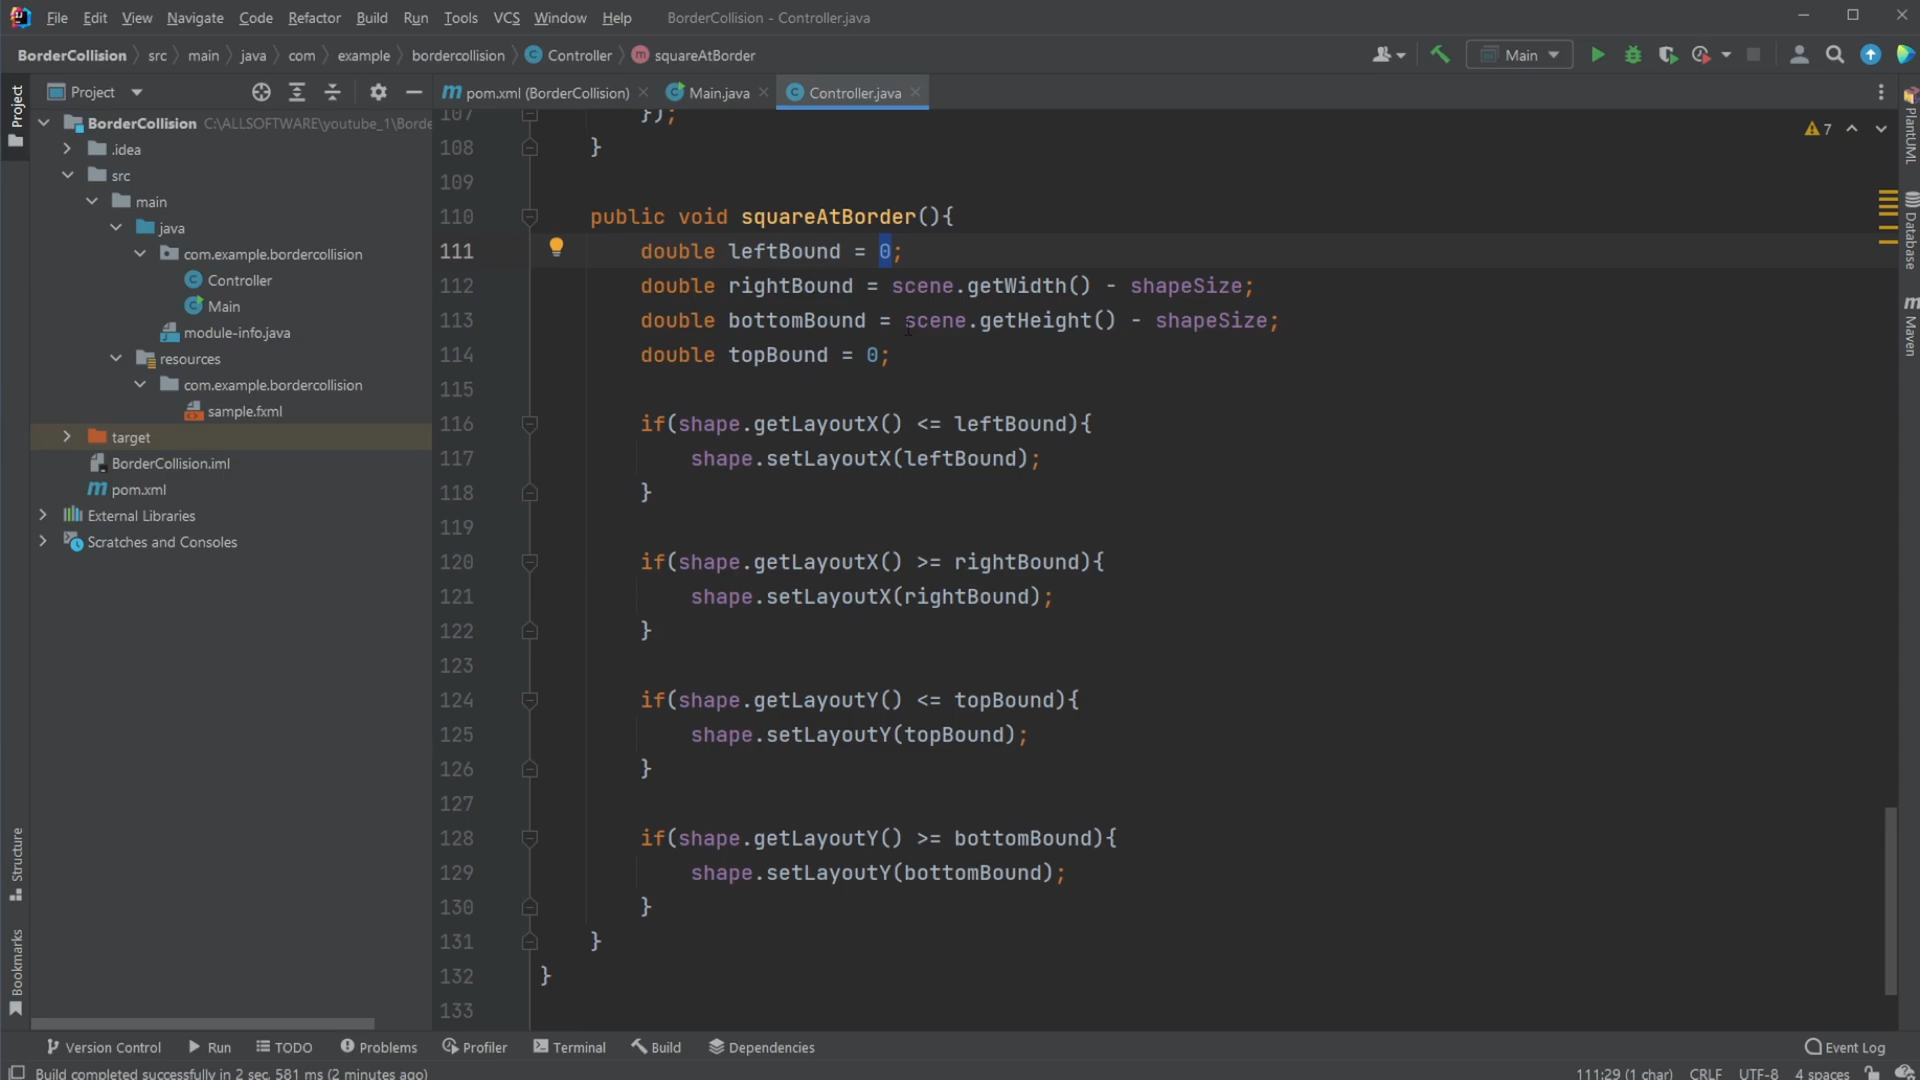 File Edit View Navigate Code Refactor Build Run Tools VCS Window Help BorderCollision - Controller.java
BorderCollision src main java com example bordercollision Controller squareAtBorder Main
Project
Project
BorderCollision C:\ALLSOFTWARE\youtube_1\Borde
.idea
src
main
java
com.example.bordercollision
Controller
Main
module-info.java
resources
com.example.bordercollision
sample.fxml
target
BorderCollision.iml
pom.xml
External Libraries
Scratches and Consoles
Structure
Bookmarks
pom.xml (BorderCollision) Main.java Controller.java
7
107 });
108 }
109
110 public void squareAtBorder(){
111 double leftBound = 0;
112 double rightBound = scene.getWidth() - shapeSize;
113 double bottomBound = scene.getHeight() - shapeSize;
114 double topBound = 0;
115
116 if(shape.getLayoutX() <= leftBound){
117 shape.setLayoutX(leftBound);
118 }
119
120 if(shape.getLayoutX() >= rightBound){
121 shape.setLayoutX(rightBound);
122 }
123
124 if(shape.getLayoutY() <= topBound){
125 shape.setLayoutY(topBound);
126 }
127
128 if(shape.getLayoutY() >= bottomBound){
129 shape.setLayoutY(bottomBound);
130 }
131 }
132 }
133
PlantUML
Database
Maven
Version Control Run TODO Problems Profiler Terminal Build Dependencies Event Log
Build completed successfully in 2 sec, 581 ms (2 minutes ago) 111:29 (1 char) CRLF UTF-8 4 spaces